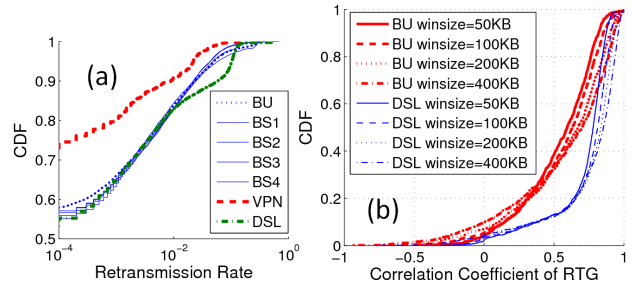 (a)
CDF
1
0.9
0.8
0.7
0.6
0.5
10^-4
10^-2
10^0
Retransmission Rate
BU
BS1
BS2
BS3
BS4
VPN
DSL
(b)
CDF
1
0.8
0.6
0.4
0.2
0
-1
-0.5
0
0.5
1
Correlation Coefficient of RTG
BU winsize=50KB
BU winsize=100KB
BU winsize=200KB
BU winsize=400KB
DSL winsize=50KB
DSL winsize=100KB
DSL winsize=200KB
DSL winsize=400KB